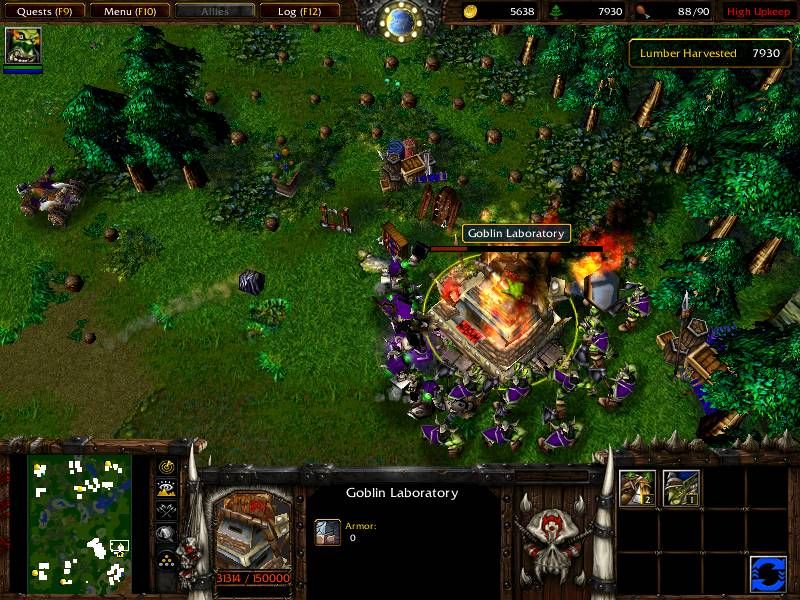 Quests (F9) Menu (F10) Allies Log (F12) 5638 7930 88/90 High Upkeep
Lumber Harvested 7930
Goblin Laboratory
Goblin Laboratory
Armor:
0
31314 / 150000
2 1